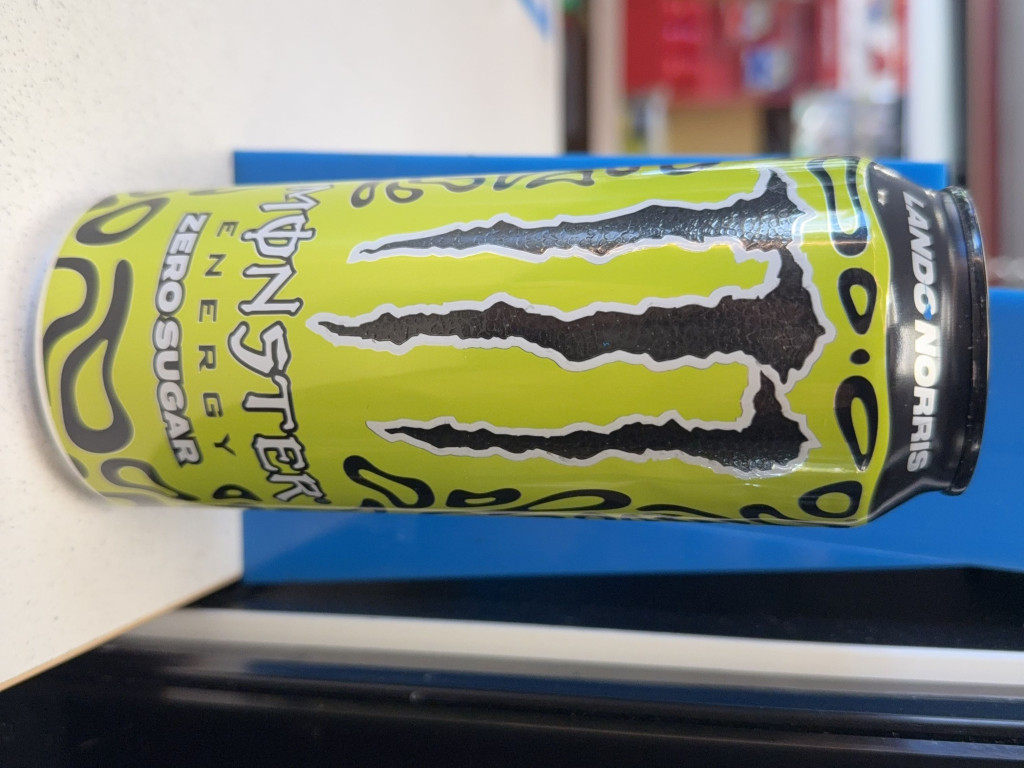 LANDO NORRIS
MONSTER
ENERGY
ZERO SUGAR